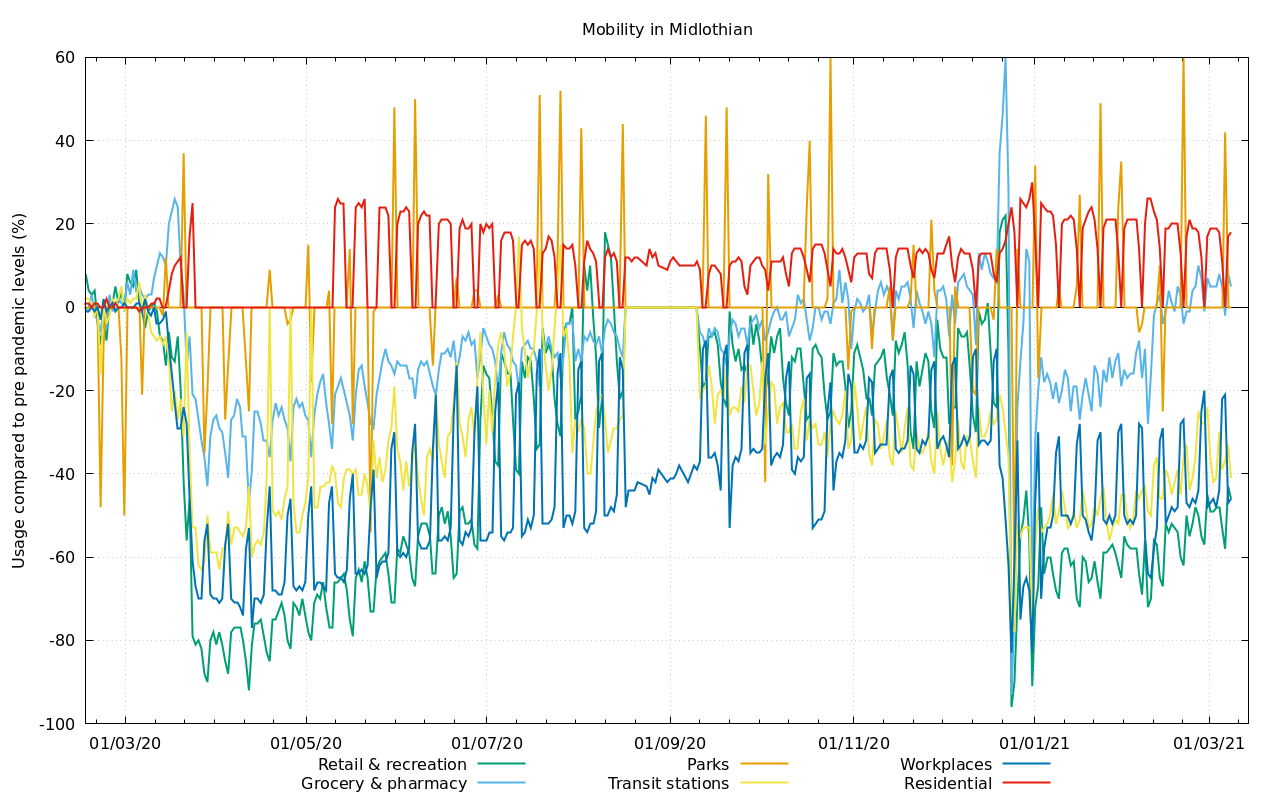 Mobility in Midlothian
Usage compared to pre pandemic levels (%)
60
40
20
0
-20
-40
-60
-80
-100
01/03/20 01/05/20 01/07/20 01/09/20 01/11/20 01/01/21 01/03/21
Retail & recreation Parks Workplaces
Grocery & pharmacy Transit stations Residential